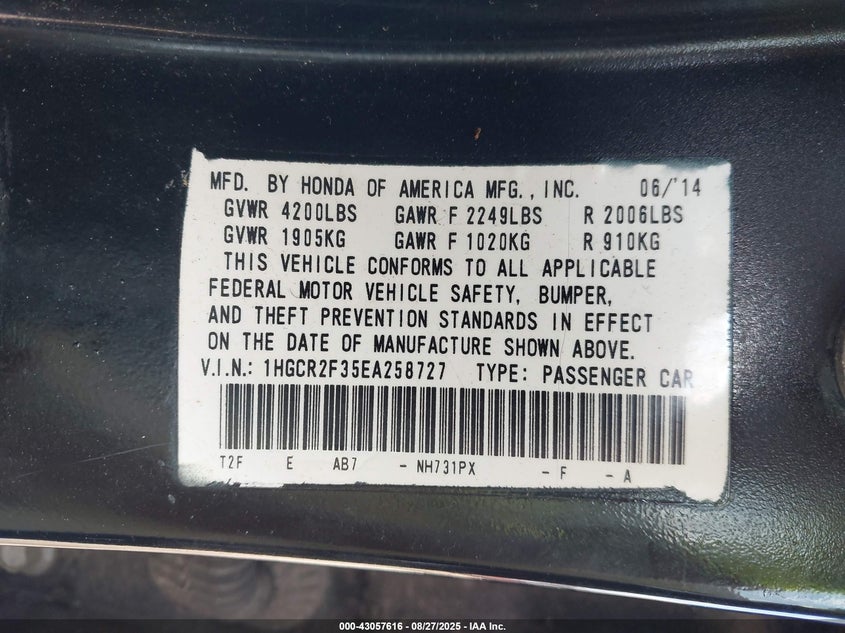 MFD. BY HONDA OF AMERICA MFG., INC. 06/'14
GVWR 4200LBS GAWR F 2249LBS R 2006LBS
GVWR 1905KG GAWR F 1020KG R 910KG
THIS VEHICLE CONFORMS TO ALL APPLICABLE
FEDERAL MOTOR VEHICLE SAFETY, BUMPER,
AND THEFT PREVENTION STANDARDS IN EFFECT
ON THE DATE OF MANUFACTURE SHOWN ABOVE.
V.I.N.: 1HGCR2F35EA258727 TYPE: PASSENGER CAR
T2F E AB7 - NH731PX - F - A
000-43057616 - 08/27/2025 - IAA Inc.